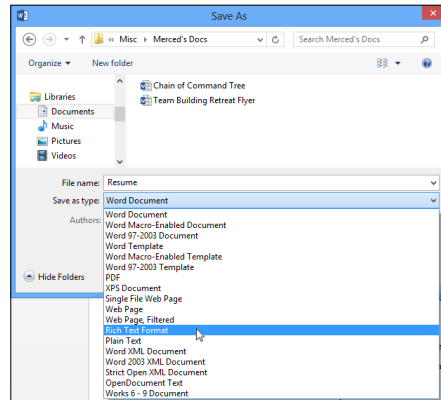 Save As
« Misc ▸ Merced's Docs
Search Merced's Docs
Organize
New folder
Libraries
Documents
Music
Pictures
Videos
Chain of Command Tree
Team Building Retreat Flyer
File name: Resume
Save as type: Word Document
Authors:
Word Document
Word Macro-Enabled Document
Word 97-2003 Document
Word Template
Word Macro-Enabled Template
Word 97-2003 Template
PDF
XPS Document
Single File Web Page
Web Page
Web Page, Filtered
Rich Text Format
Plain Text
Word XML Document
Word 2003 XML Document
Strict Open XML Document
OpenDocument Text
Works 6 - 9 Document
Hide Folders